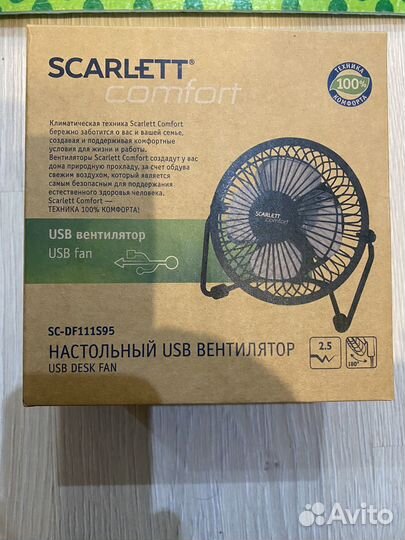 SCARLETT®
comfort
ТЕХНИКА
100%
КОМФОРТА
Климатическая техника Scarlett Comfort
бережно заботится о вас и вашей семье,
создавая и поддерживая комфортные
условия для жизни и работы.
Вентиляторы Scarlett Comfort создадут у вас
дома природную прохладу, за счет обдува
свежим воздухом, который является
самым безопасным для поддержания
естественного здоровья человека.
Scarlett Comfort —
ТЕХНИКА 100% КОМФОРТА!
SCARLETT
comfort
USB вентилятор
USB fan
SC-DF111S95
НАСТОЛЬНЫЙ USB ВЕНТИЛЯТОР
USB DESK FAN
2.5
180°
Avito